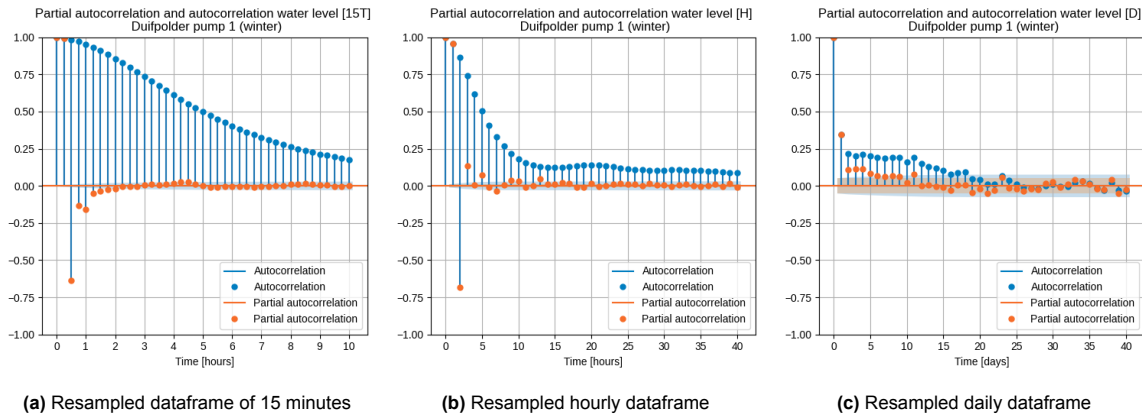 Partial autocorrelation and autocorrelation water level [15T]
Duifpolder pump 1 (winter)
1.00
0.75
0.50
0.25
0.00
−0.25
−0.50
−0.75
−1.00
Autocorrelation
Autocorrelation
Partial autocorrelation
Partial autocorrelation
0 1 2 3 4 5 6 7 8 9 10
Time [hours]
(a) Resampled dataframe of 15 minutes
Partial autocorrelation and autocorrelation water level [H]
Duifpolder pump 1 (winter)
1.00
0.75
0.50
0.25
0.00
−0.25
−0.50
−0.75
−1.00
Autocorrelation
Autocorrelation
Partial autocorrelation
Partial autocorrelation
0 5 10 15 20 25 30 35 40
Time [hours]
(b) Resampled hourly dataframe
Partial autocorrelation and autocorrelation water level [D]
Duifpolder pump 1 (winter)
1.00
0.75
0.50
0.25
0.00
−0.25
−0.50
−0.75
−1.00
Autocorrelation
Autocorrelation
Partial autocorrelation
Partial autocorrelation
0 5 10 15 20 25 30 35 40
Time [days]
(c) Resampled daily dataframe